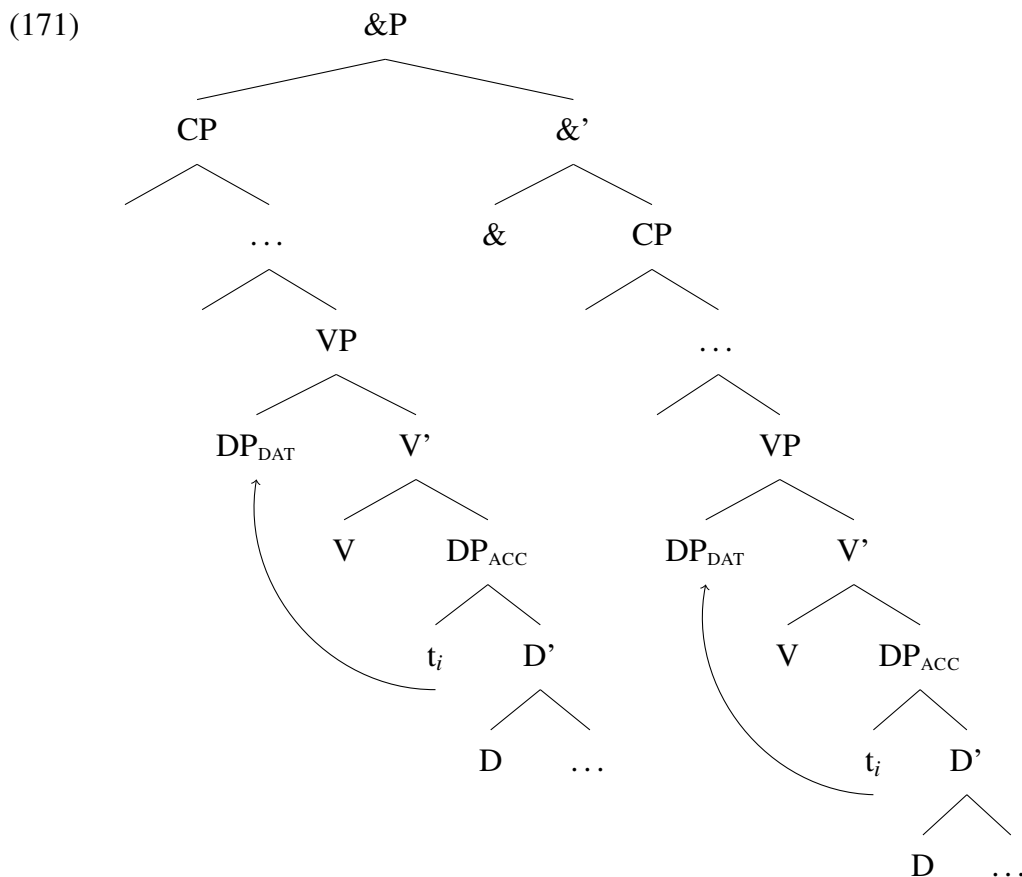 (171) &P
CP &’
… & CP
VP …
DP_DAT V’ VP
V DP_ACC DP_DAT V’
t_i D’ V DP_ACC
D … t_i D’
D …